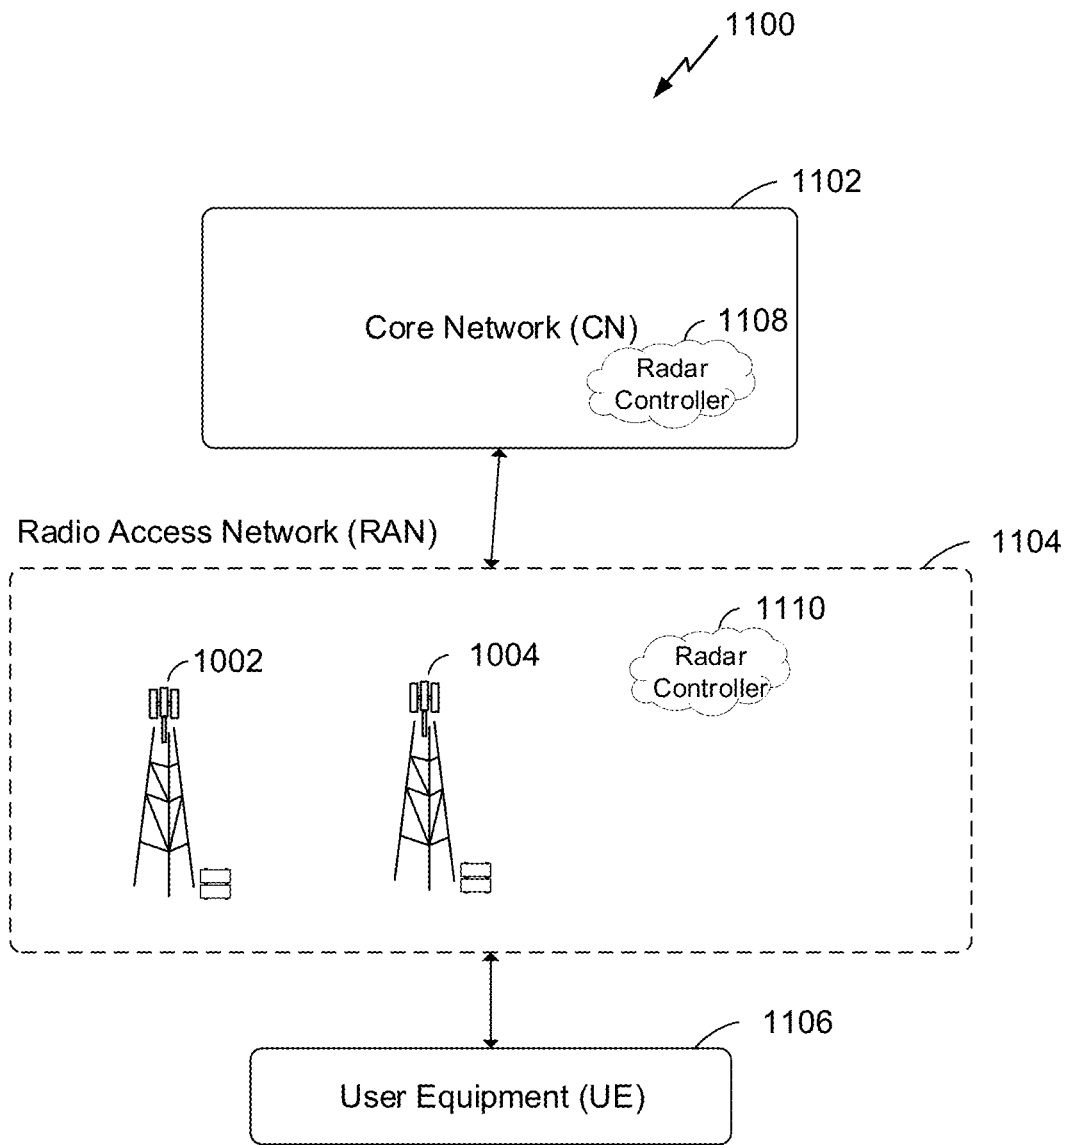 1100
1102
Core Network (CN)
1108
Radar
Controller
Radio Access Network (RAN)
1104
1110
Radar
Controller
1002
1004
1106
User Equipment (UE)